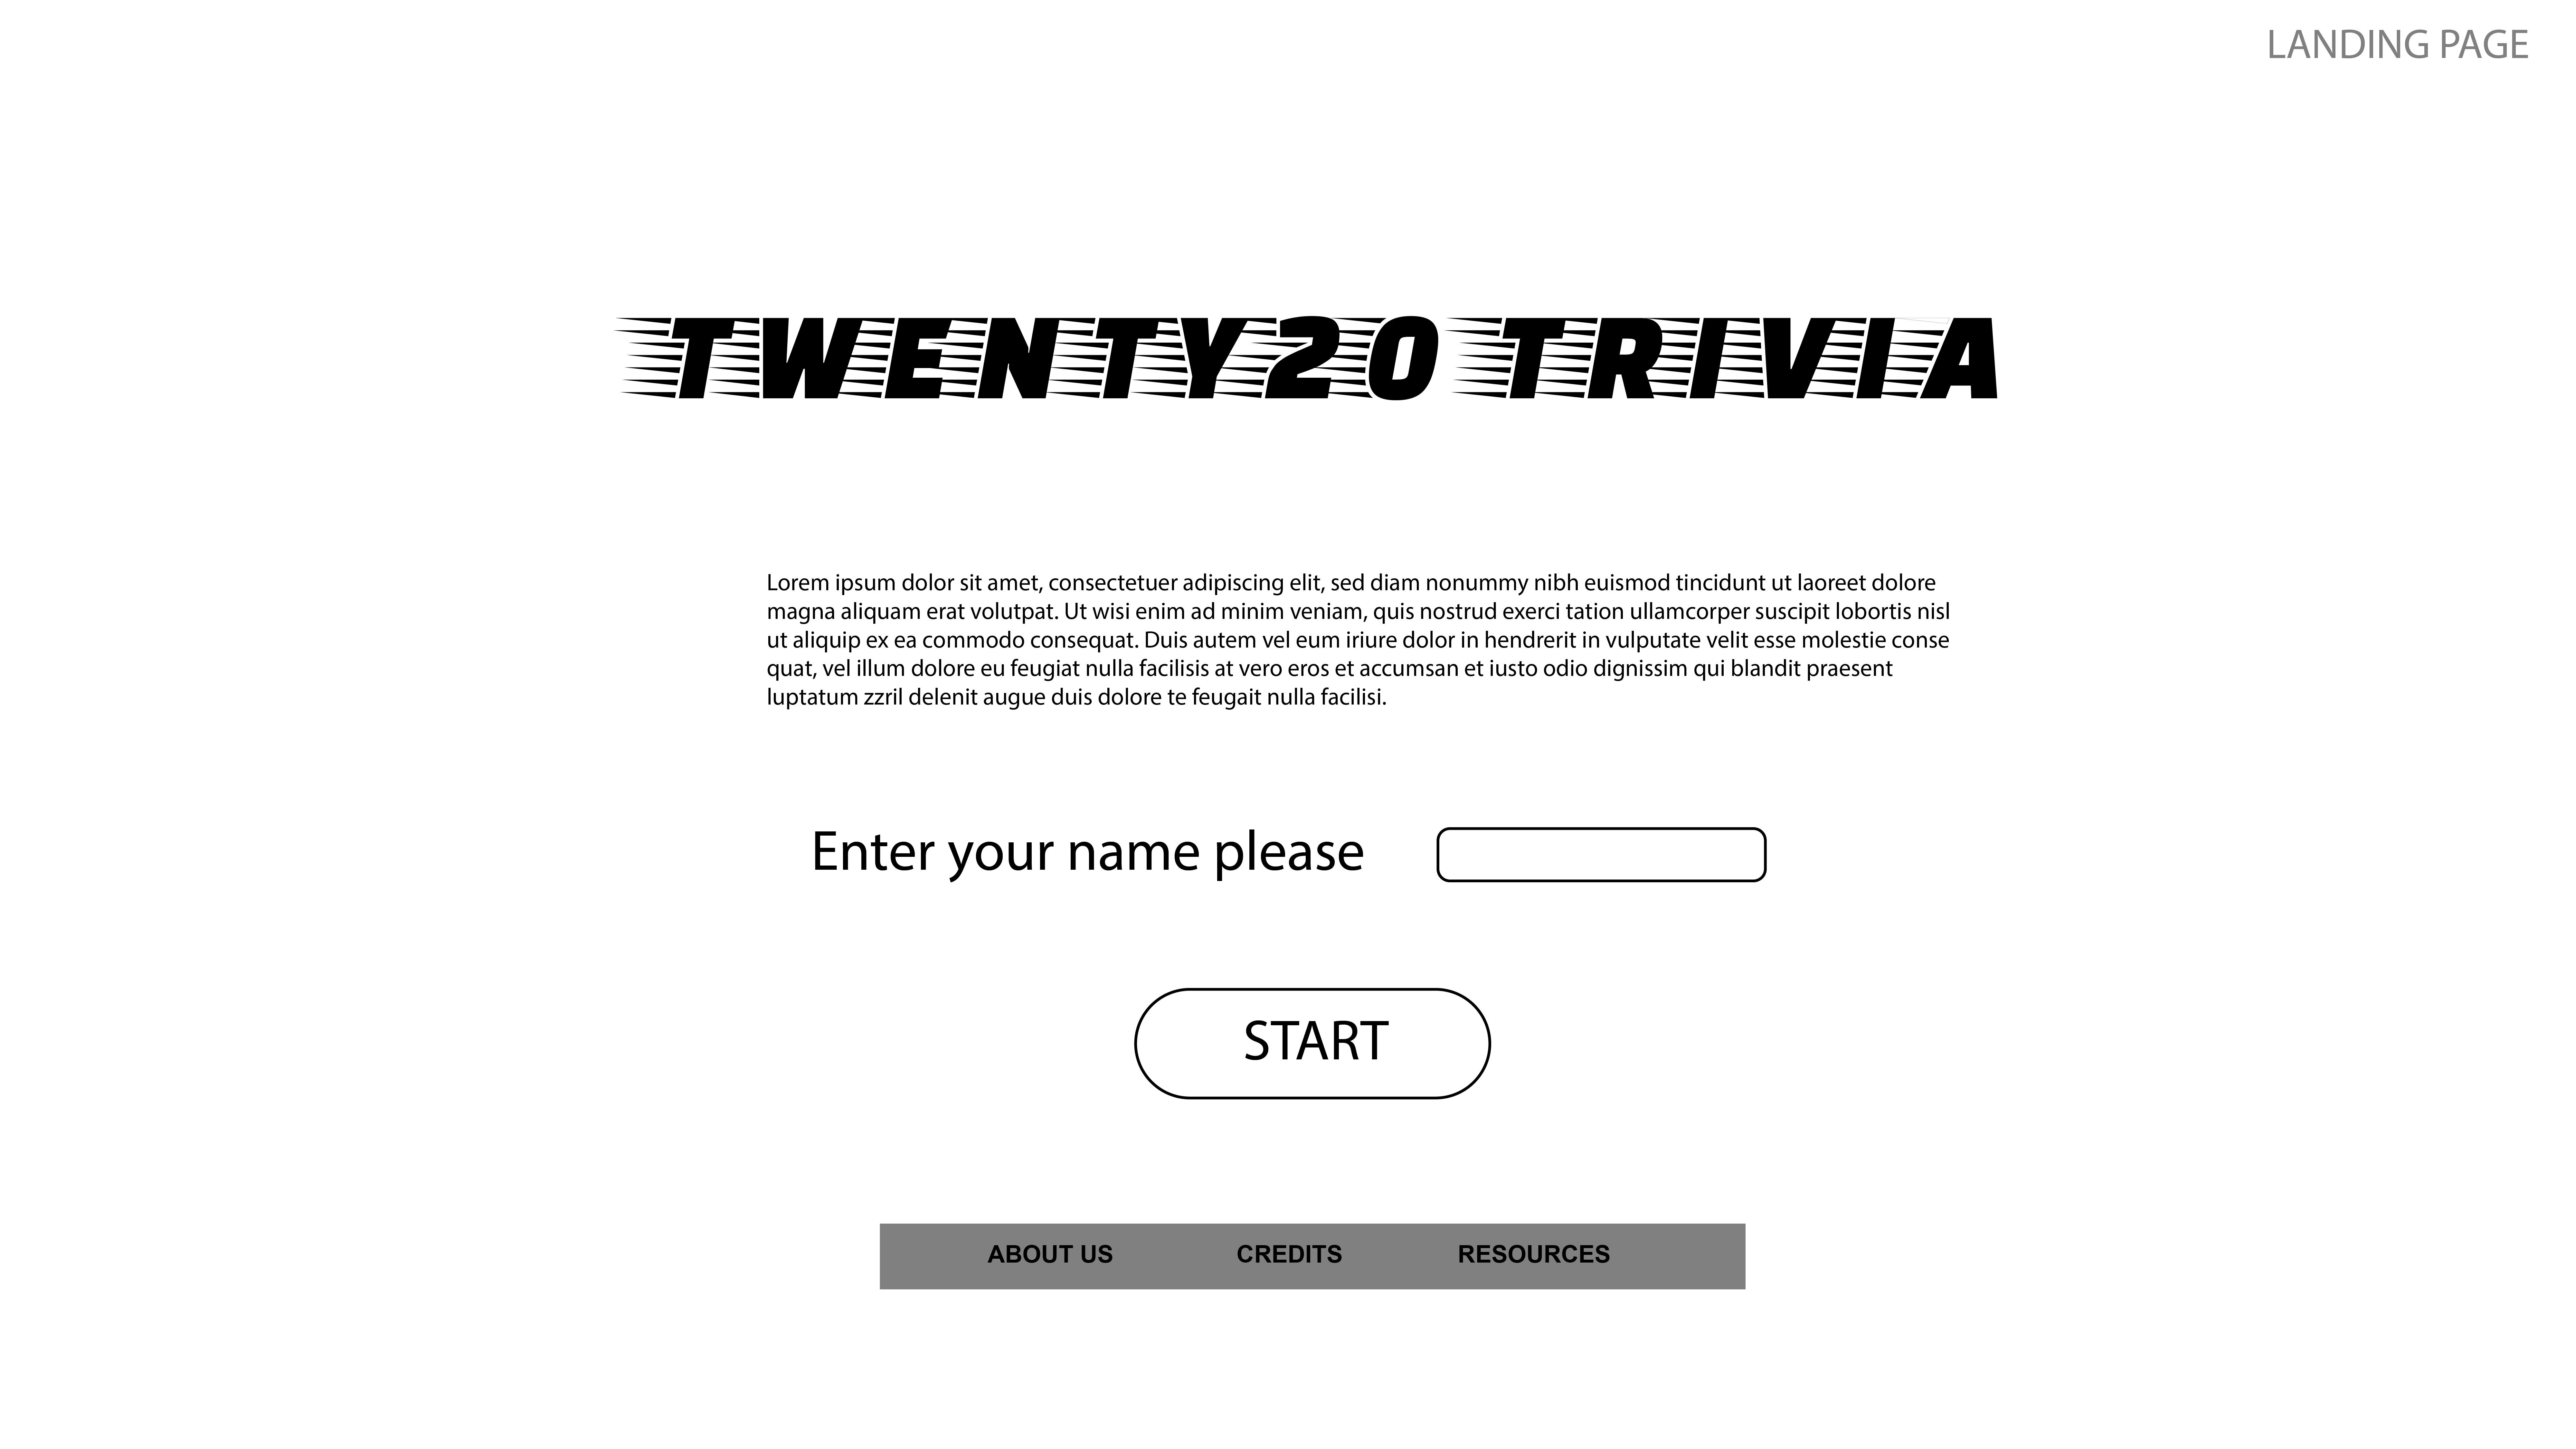 LANDING PAGE
TWENTY20 TRIVIA
Lorem ipsum dolor sit amet, consectetuer adipiscing elit, sed diam nonummy nibh euismod tincidunt ut laoreet dolore
magna aliquam erat volutpat. Ut wisi enim ad minim veniam, quis nostrud exerci tation ullamcorper suscipit lobortis nisl
ut aliquip ex ea commodo consequat. Duis autem vel eum iriure dolor in hendrerit in vulputate velit esse molestie conse
quat, vel illum dolore eu feugiat nulla facilisis at vero eros et accumsan et iusto odio dignissim qui blandit praesent
luptatum zzril delenit augue duis dolore te feugait nulla facilisi.
Enter your name please
START
ABOUT US CREDITS RESOURCES